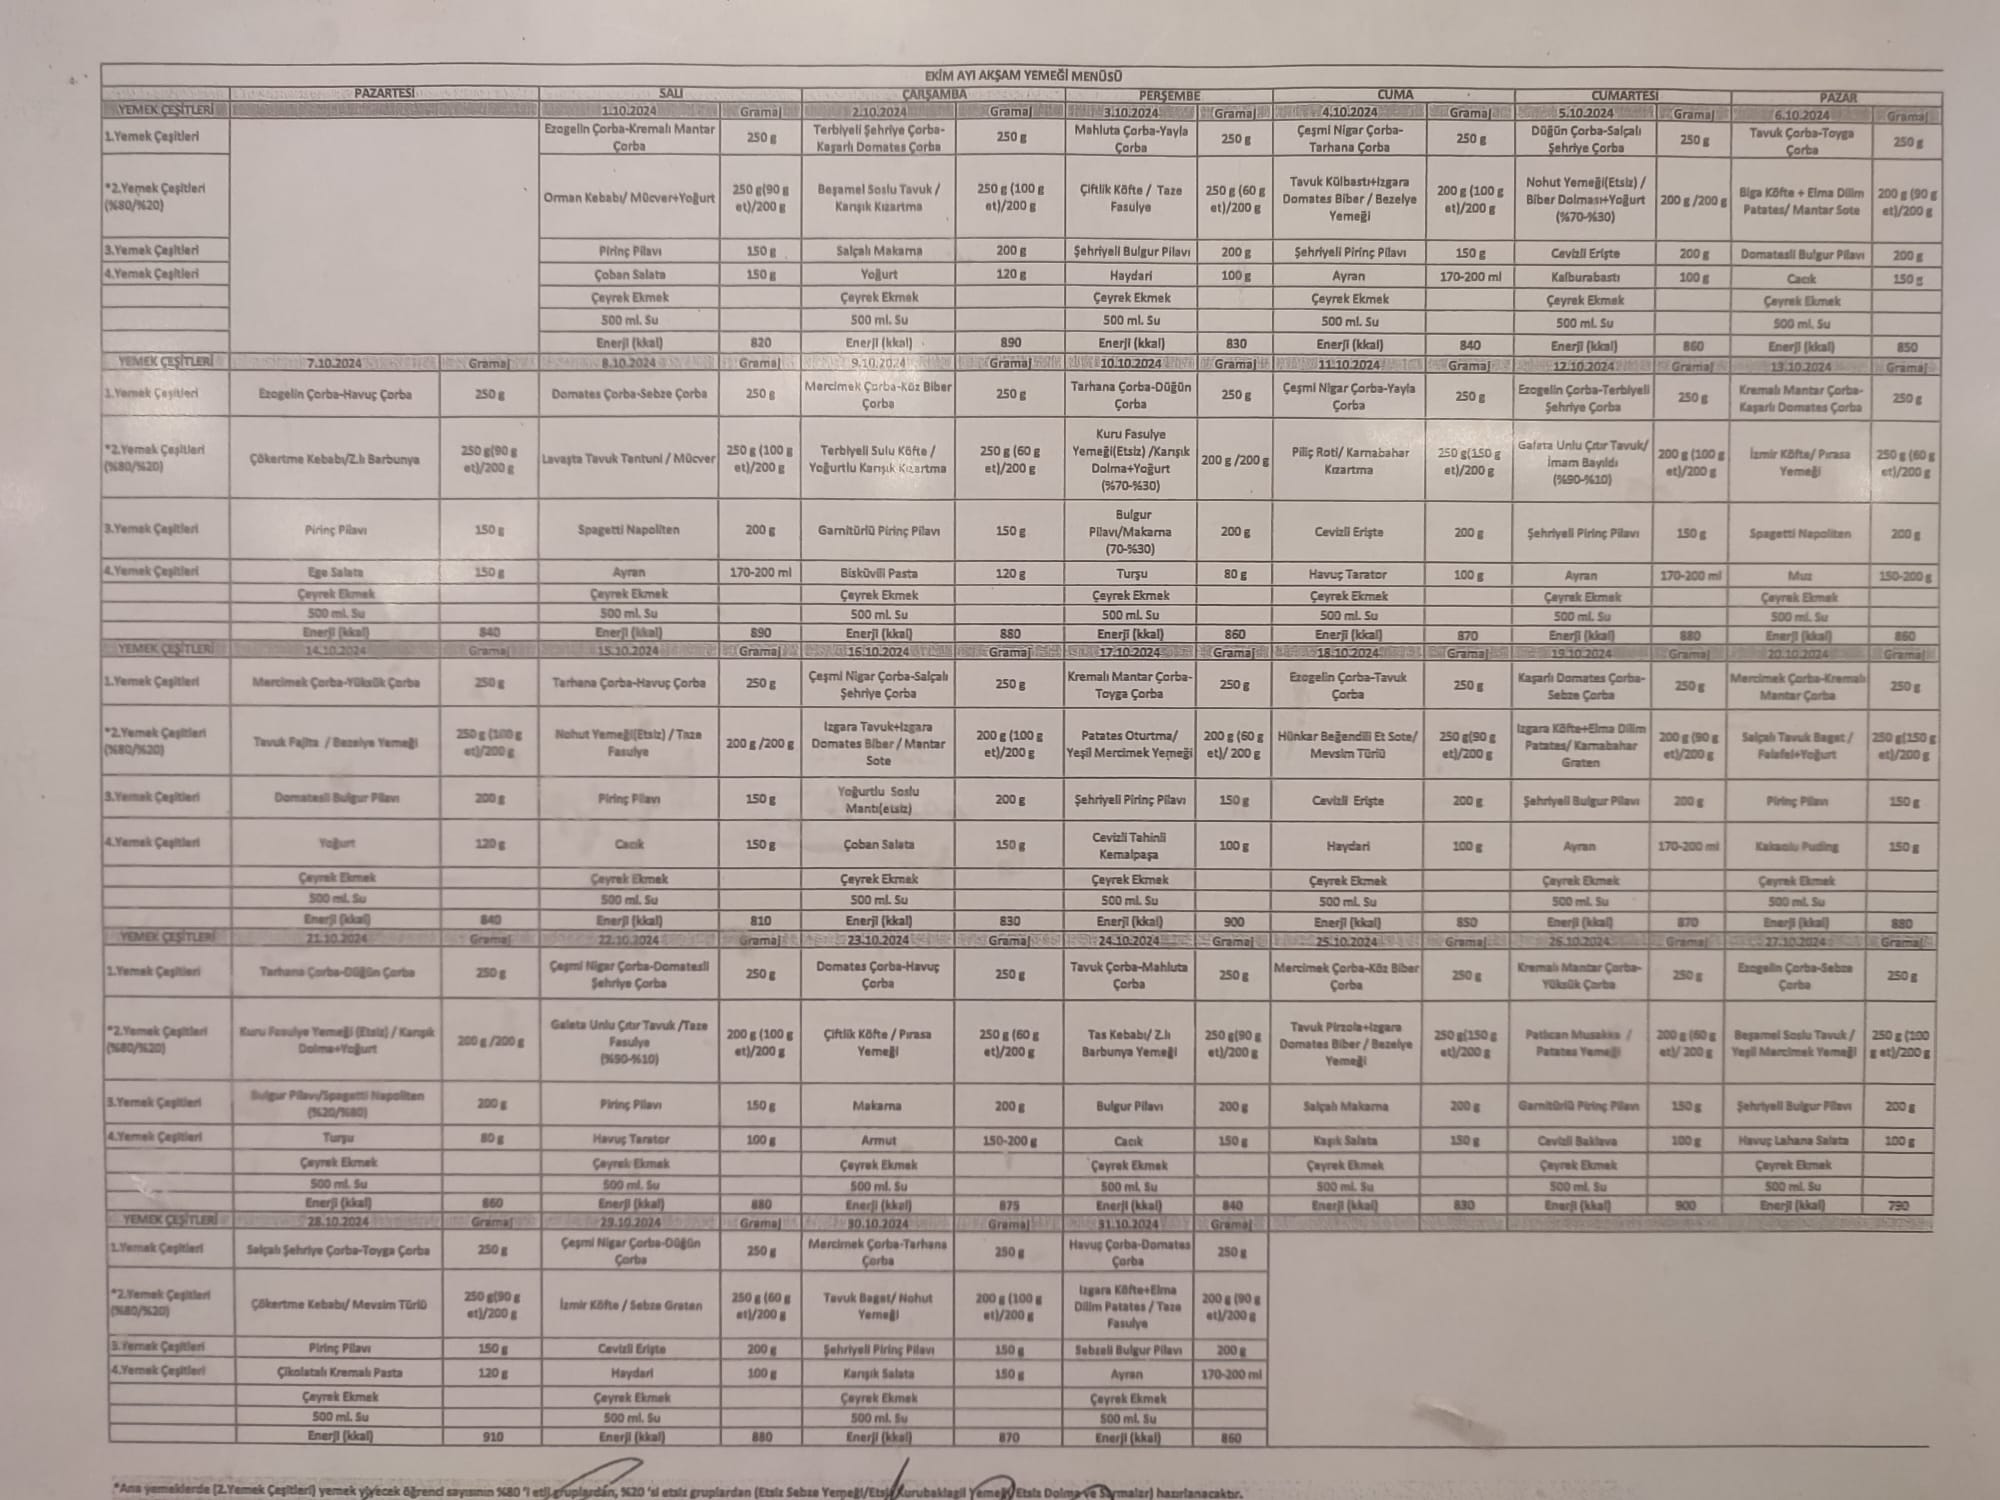 EKİM AYI AKŞAM YEMEĞİ MENÜSÜ
PAZARTESİ SALI ÇARŞAMBA PERŞEMBE CUMA CUMARTESİ PAZAR
YEMEK ÇEŞİTLERİ 1.10.2024 Gramaj 2.10.2024 Gramaj 3.10.2024 Gramaj 4.10.2024 Gramaj 5.10.2024 Gramaj 6.10.2024 Gramaj
1.Yemek Çeşitleri Ezogelin Çorba-Kremalı Mantar Çorba 250 g Terbiyeli Şehriye Çorba-Kaşarlı Domates Çorba 250 g Mahluta Çorba-Yayla Çorba 250 g Çeşmi Nigar Çorba-Tarhana Çorba 250 g Düğün Çorba-Salçalı Şehriye Çorba 250 g Tavuk Çorba-Toyga Çorba 250 g
*2.Yemek Çeşitleri (%80/%20) Orman Kebabı/ Mücver+Yoğurt 250 g(90 g et)/200 g Beşamel Soslu Tavuk / Karışık Kızartma 250 g (100 g et)/200 g Çiftlik Köfte / Taze Fasulye 250 g (60 g et)/200 g Tavuk Külbastı+Izgara Domates Biber / Bezelye Yemeği 200 g (100 g et)/200 g Nohut Yemeği(Etsiz) / Biber Dolması+Yoğurt (%70-%30) 200 g /200 g Biga Köfte + Elma Dilim Patates/ Mantar Sote 200 g (90 g et)/200 g
3.Yemek Çeşitleri Pirinç Pilavı 150 g Salçalı Makarna 200 g Şehriyeli Bulgur Pilavı 200 g Şehriyeli Pirinç Pilavı 150 g Cevizli Erişte 200 g Domatesli Bulgur Pilavı 200 g
4.Yemek Çeşitleri Çoban Salata 150 g Yoğurt 120 g Haydari 100 g Ayran 170-200 ml Kalburabastı 100 g Cacık 150 g
Çeyrek Ekmek Çeyrek Ekmek Çeyrek Ekmek Çeyrek Ekmek Çeyrek Ekmek Çeyrek Ekmek
500 ml. Su 500 ml. Su 500 ml. Su 500 ml. Su 500 ml. Su 500 ml. Su
Enerji (kkal) 820 Enerji (kkal) 890 Enerji (kkal) 830 Enerji (kkal) 840 Enerji (kkal) 860 Enerji (kkal) 850
YEMEK ÇEŞİTLERİ 7.10.2024 Gramaj 8.10.2024 Gramaj 9.10.2024 Gramaj 10.10.2024 Gramaj 11.10.2024 Gramaj 12.10.2024 Gramaj 13.10.2024 Gramaj
1.Yemek Çeşitleri Ezogelin Çorba-Havuç Çorba 250 g Domates Çorba-Sebze Çorba 250 g Mercimek Çorba-Köz Biber Çorba 250 g Tarhana Çorba-Düğün Çorba 250 g Çeşmi Nigar Çorba-Yayla Çorba 250 g Ezogelin Çorba-Terbiyeli Şehriye Çorba 250 g Kremalı Mantar Çorba-Kaşarlı Domates Çorba 250 g
*2.Yemek Çeşitleri (%80/%20) Çökertme Kebabı/Z.lı Barbunya 250 g(90 g et)/200 g Lavaşta Tavuk Tantuni / Mücver 250 g (100 g et)/200 g Terbiyeli Sulu Köfte / Yoğurtlu Karışık Kızartma 250 g (60 g et)/200 g Kuru Fasulye Yemeği(Etsiz) /Karışık Dolma+Yoğurt (%70-%30) 200 g /200 g Piliç Roti/ Karnabahar Kızartma 250 g(150 g et)/200 g Galeta Unlu Çıtır Tavuk/ İmam Bayıldı (%90-%10) 200 g (100 g et)/200 g İzmir Köfte/ Pırasa Yemeği 250 g (60 g et)/200 g
3.Yemek Çeşitleri Pirinç Pilavı 150 g Spagetti Napoliten 200 g Garnitürlü Pirinç Pilavı 150 g Bulgur Pilavı/Makarna (70-%30) 200 g Cevizli Erişte 200 g Şehriyeli Pirinç Pilavı 150 g Spagetti Napoliten 200 g
4.Yemek Çeşitleri Ege Salata 150 g Ayran 170-200 ml Bisküvili Pasta 120 g Turşu 80 g Havuç Tarator 100 g Ayran 170-200 ml Muz 150-200 g
Çeyrek Ekmek Çeyrek Ekmek Çeyrek Ekmek Çeyrek Ekmek Çeyrek Ekmek Çeyrek Ekmek Çeyrek Ekmek
500 ml. Su 500 ml. Su 500 ml. Su 500 ml. Su 500 ml. Su 500 ml. Su 500 ml. Su
Enerji (kkal) 840 Enerji (kkal) 890 Enerji (kkal) 880 Enerji (kkal) 860 Enerji (kkal) 870 Enerji (kkal) 880 Enerji (kkal) 860
YEMEK ÇEŞİTLERİ 14.10.2024 Gramaj 15.10.2024 Gramaj 16.10.2024 Gramaj 17.10.2024 Gramaj 18.10.2024 Gramaj 19.10.2024 Gramaj 20.10.2024 Gramaj
1.Yemek Çeşitleri Mercimek Çorba-Yüksük Çorba 250 g Tarhana Çorba-Havuç Çorba 250 g Çeşmi Nigar Çorba-Salçalı Şehriye Çorba 250 g Kremalı Mantar Çorba-Toyga Çorba 250 g Ezogelin Çorba-Tavuk Çorba 250 g Kaşarlı Domates Çorba-Sebze Çorba 250 g Mercimek Çorba-Kremalı Mantar Çorba 250 g
*2.Yemek Çeşitleri (%80/%20) Tavuk Fajita / Bezelye Yemeği 250 g (100 g et)/200 g Nohut Yemeği(Etsiz) / Taze Fasulye 200 g /200 g Izgara Tavuk+Izgara Domates Biber / Mantar Sote 200 g (100 g et)/200 g Patates Oturtma/ Yeşil Mercimek Yemeği 200 g (60 g et)/ 200 g Hünkar Beğendili Et Sote/ Mevsim Türlü 250 g(90 g et)/200 g Izgara Köfte+Elma Dilim Patates/ Karnabahar Graten 200 g (90 g et)/200 g Salçalı Tavuk Baget / Falafel+Yoğurt 250 g(150 g et)/200 g
3.Yemek Çeşitleri Domatesli Bulgur Pilavı 200 g Pirinç Pilavı 150 g Yoğurtlu Soslu Mantı(etsiz) 200 g Şehriyeli Pirinç Pilavı 150 g Cevizli Erişte 200 g Şehriyeli Bulgur Pilavı 200 g Pirinç Pilavı 150 g
4.Yemek Çeşitleri Yoğurt 120 g Cacık 150 g Çoban Salata 150 g Cevizli Tahinli Kemalpaşa 100 g Haydari 100 g Ayran 170-200 ml Kakaolu Puding 150 g
Çeyrek Ekmek Çeyrek Ekmek Çeyrek Ekmek Çeyrek Ekmek Çeyrek Ekmek Çeyrek Ekmek Çeyrek Ekmek
500 ml. Su 500 ml. Su 500 ml. Su 500 ml. Su 500 ml. Su 500 ml. Su 500 ml. Su
Enerji (kkal) 840 Enerji (kkal) 810 Enerji (kkal) 830 Enerji (kkal) 900 Enerji (kkal) 850 Enerji (kkal) 870 Enerji (kkal) 880
YEMEK ÇEŞİTLERİ 21.10.2024 Gramaj 22.10.2024 Gramaj 23.10.2024 Gramaj 24.10.2024 Gramaj 25.10.2024 Gramaj 26.10.2024 Gramaj 27.10.2024 Gramaj
1.Yemek Çeşitleri Tarhana Çorba-Düğün Çorba 250 g Çeşmi Nigar Çorba-Domatesli Şehriye Çorba 250 g Domates Çorba-Havuç Çorba 250 g Tavuk Çorba-Mahluta Çorba 250 g Mercimek Çorba-Köz Biber Çorba 250 g Kremalı Mantar Çorba-Yüksük Çorba 250 g Ezogelin Çorba-Sebze Çorba 250 g
*2.Yemek Çeşitleri (%80/%20) Kuru Fasulye Yemeği (Etsiz) / Karışık Dolma+Yoğurt 200 g /200 g Galeta Unlu Çıtır Tavuk /Taze Fasulye (%90-%10) 200 g (100 g et)/200 g Çiftlik Köfte / Pırasa Yemeği 250 g (60 g et)/200 g Tas Kebabı/ Z.lı Barbunya Yemeği 250 g(90 g et)/200 g Tavuk Pirzola+Izgara Domates Biber / Bezelye Yemeği 250 g(150 g et)/200 g Patlıcan Musakka / Patates Yemeği 200 g (60 g et)/ 200 g Beşamel Soslu Tavuk / Yeşil Mercimek Yemeği 250 g (100 g et)/200 g
3.Yemek Çeşitleri Bulgur Pilavı/Spagetti Napoliten (%20/%80) 200 g Pirinç Pilavı 150 g Makarna 200 g Bulgur Pilavı 200 g Salçalı Makarna 200 g Garnitürlü Pirinç Pilavı 150 g Şehriyeli Bulgur Pilavı 200 g
4.Yemek Çeşitleri Turşu 80 g Havuç Tarator 100 g Armut 150-200 g Cacık 150 g Kaşık Salata 150 g Cevizli Baklava 100 g Havuç Lahana Salata 100 g
Çeyrek Ekmek Çeyrek Ekmek Çeyrek Ekmek Çeyrek Ekmek Çeyrek Ekmek Çeyrek Ekmek Çeyrek Ekmek
500 ml. Su 500 ml. Su 500 ml. Su 500 ml. Su 500 ml. Su 500 ml. Su 500 ml. Su
Enerji (kkal) 860 Enerji (kkal) 880 Enerji (kkal) 875 Enerji (kkal) 840 Enerji (kkal) 830 Enerji (kkal) 900 Enerji (kkal) 790
YEMEK ÇEŞİTLERİ 28.10.2024 Gramaj 29.10.2024 Gramaj 30.10.2024 Gramaj 31.10.2024 Gramaj
1.Yemek Çeşitleri Salçalı Şehriye Çorba-Toyga Çorba 250 g Çeşmi Nigar Çorba-Düğün Çorba 250 g Mercimek Çorba-Tarhana Çorba 250 g Havuç Çorba-Domates Çorba 250 g
*2.Yemek Çeşitleri (%80/%20) Çökertme Kebabı/ Mevsim Türlü 250 g(90 g et)/200 g İzmir Köfte / Sebze Graten 250 g (60 g et)/200 g Tavuk Baget/ Nohut Yemeği 200 g (100 g et)/200 g Izgara Köfte+Elma Dilim Patates / Taze Fasulye 200 g (90 g et)/200 g
3.Yemek Çeşitleri Pirinç Pilavı 150 g Cevizli Erişte 200 g Şehriyeli Pirinç Pilavı 150 g Sebzeli Bulgur Pilavı 200 g
4.Yemek Çeşitleri Çikolatalı Kremalı Pasta 120 g Haydari 100 g Karışık Salata 150 g Ayran 170-200 ml
Çeyrek Ekmek Çeyrek Ekmek Çeyrek Ekmek Çeyrek Ekmek
500 ml. Su 500 ml. Su 500 ml. Su 500 ml. Su
Enerji (kkal) 910 Enerji (kkal) 880 Enerji (kkal) 870 Enerji (kkal) 860
*Ana yemeklerde (2.Yemek Çeşitleri) yemek yiyecek öğrenci sayısının %80 'i etli gruplardan, %20 'si etsiz gruplardan (Etsiz Sebze Yemeği/Etsiz Kurubaklagil Yemeği/Etsiz Dolma ve Sarmalar) hazırlanacaktır.